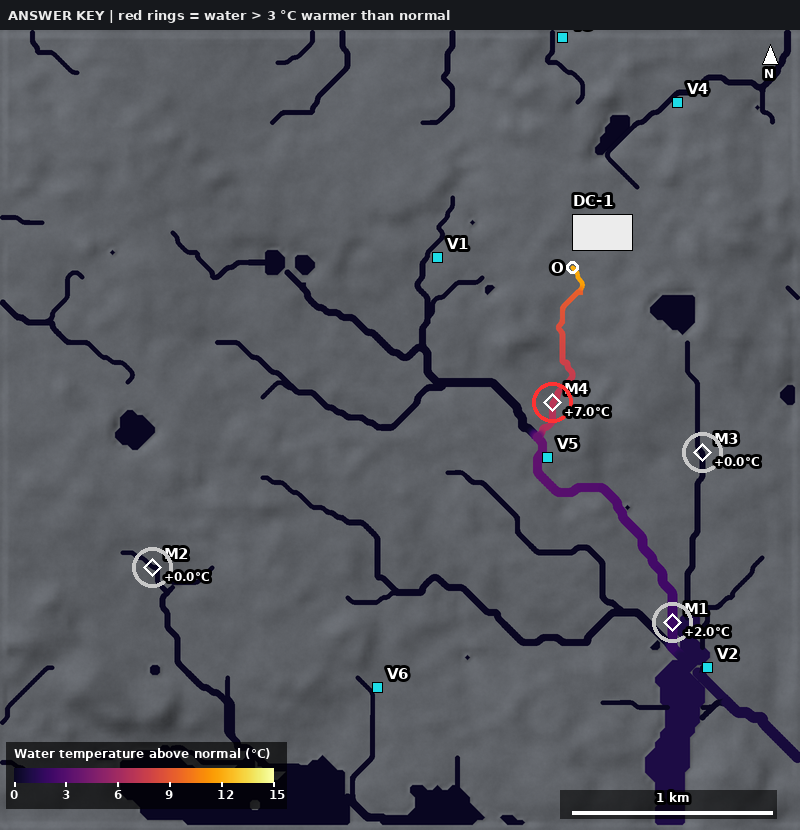 ANSWER KEY | red rings = water > 3 °C warmer than normal
N
V4
DC-1
V1
O
M4
+7.0°C
M3
V5
+0.0°C
M2
+0.0°C
M1
+2.0°C
V2
V6
Water temperature above normal (°C)
0 3 6 9 12 15
1 km